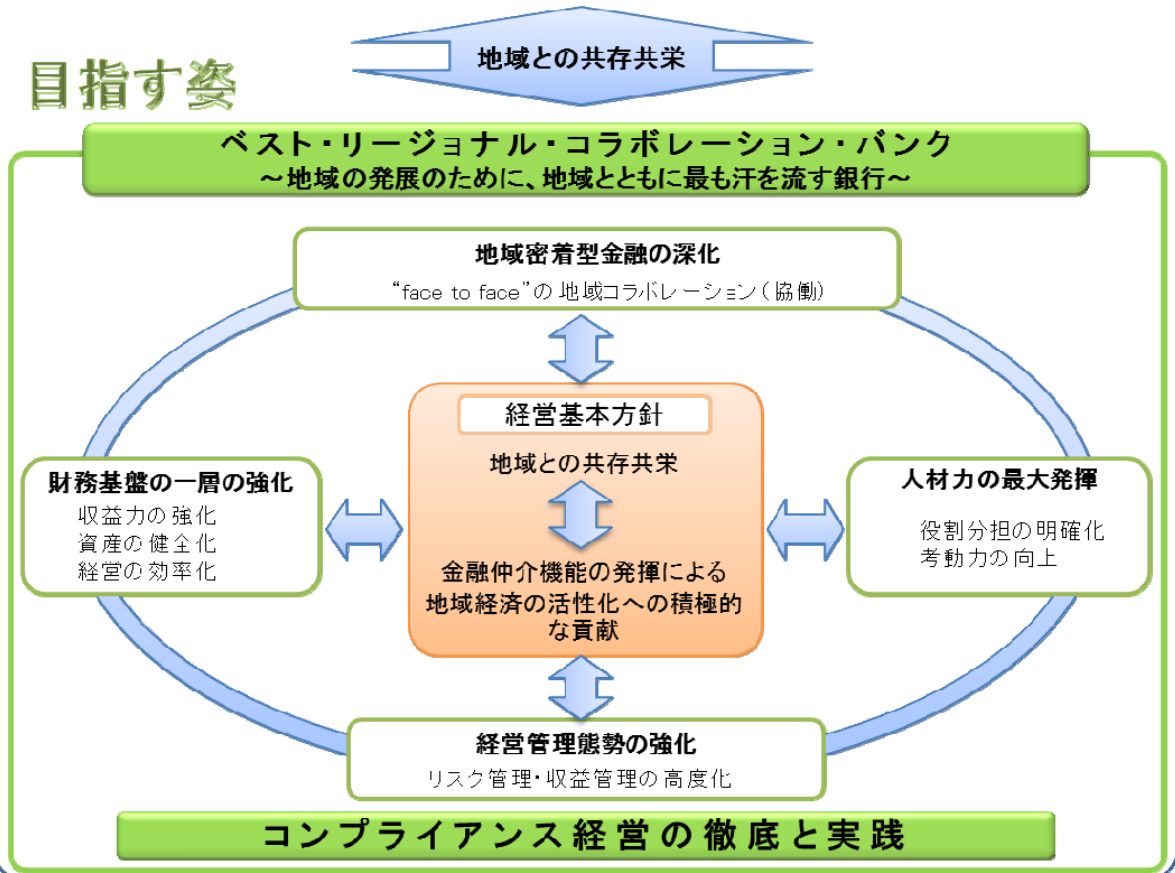 地域との共存共栄
目指す姿
ベスト・リージョナル・コラボレーション・バンク
～地域の発展のために、地域とともに最も汗を流す銀行～
地域密着型金融の深化
“face to face”の地域コラボレーション（協働）
経営基本方針
地域との共存共栄
金融仲介機能の発揮による
地域経済の活性化への積極的
な貢献
財務基盤の一層の強化
収益力の強化
資産の健全化
経営の効率化
人材力の最大発揮
役割分担の明確化
考動力の向上
経営管理態勢の強化
リスク管理・収益管理の高度化
コンプライアンス経営の徹底と実践